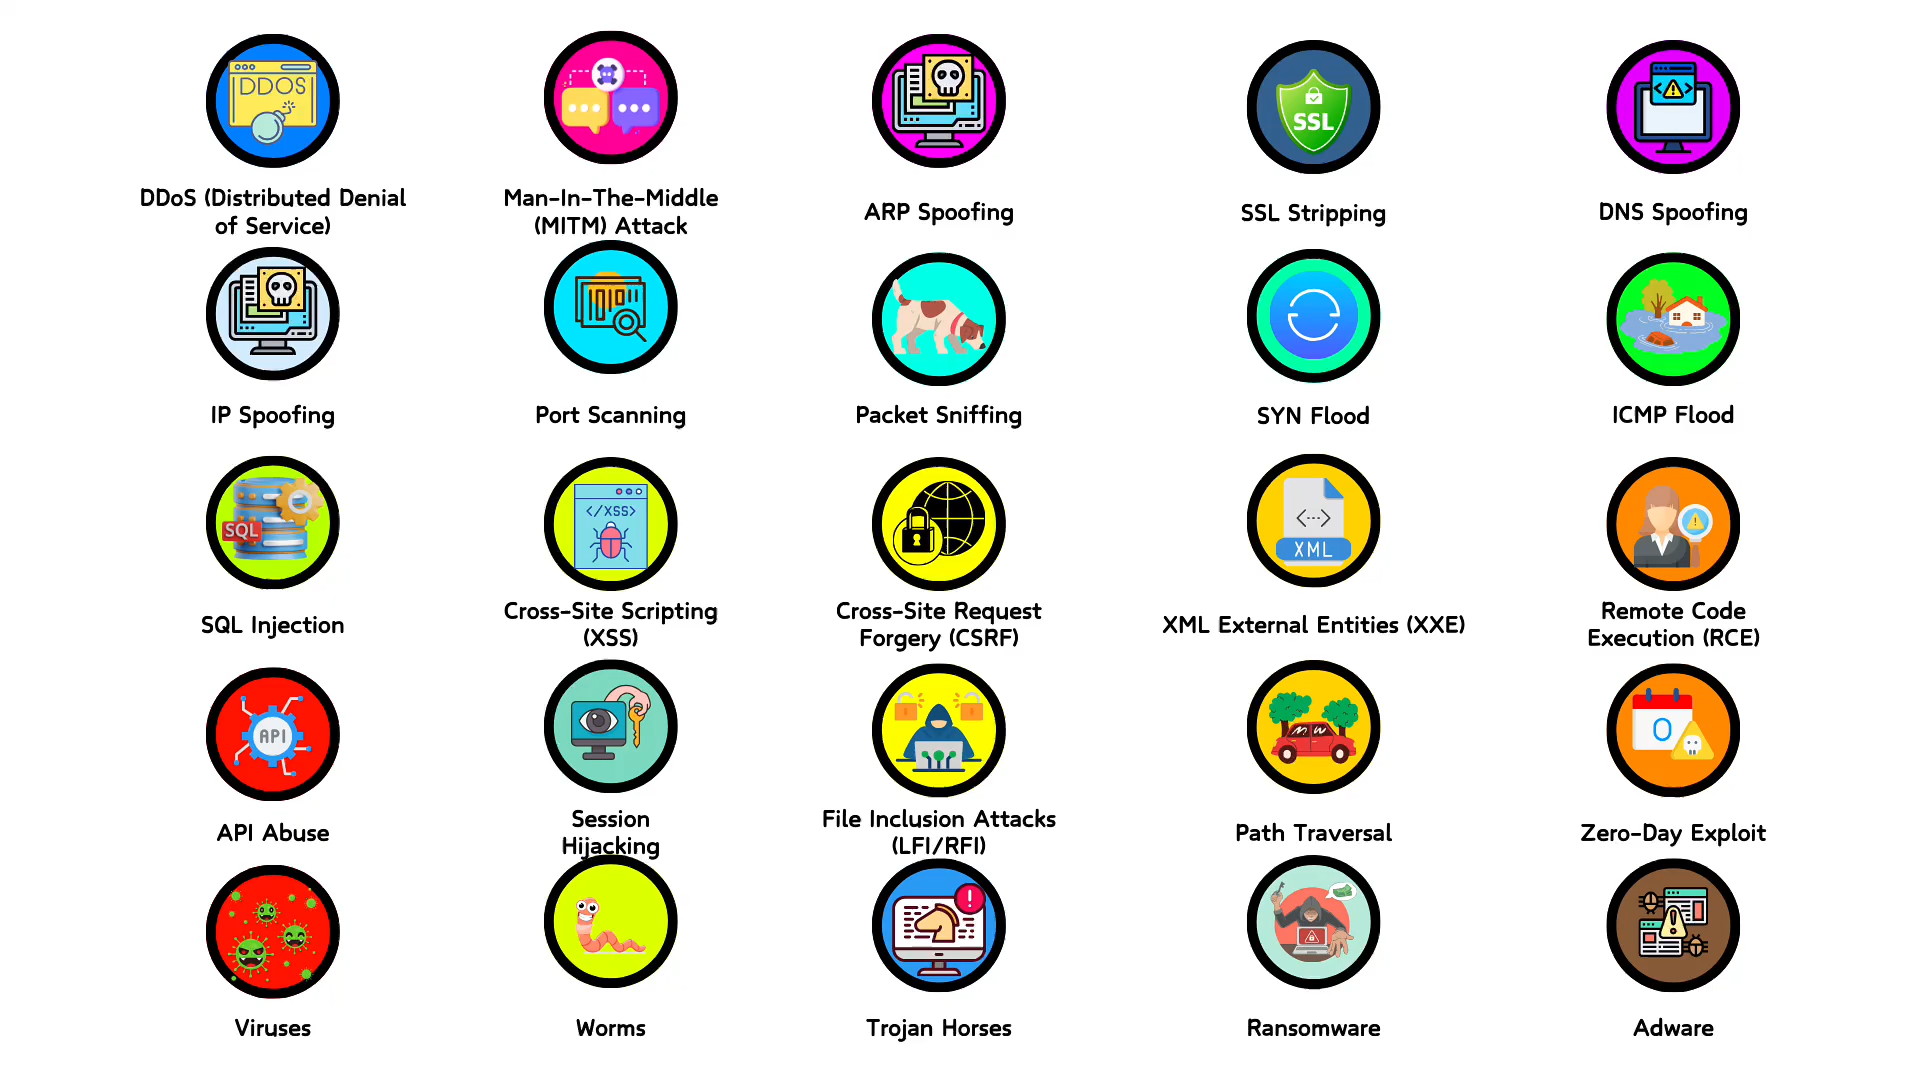 DDOS
SSL
DDoS (Distributed Denial
of Service)
Man-In-The-Middle
(MITM) Attack
ARP Spoofing
SSL Stripping
DNS Spoofing
IP Spoofing
Port Scanning
Packet Sniffing
SYN Flood
ICMP Flood
SQL
</XSS>
XML
SQL Injection
Cross-Site Scripting
(XSS)
Cross-Site Request
Forgery (CSRF)
XML External Entities (XXE)
Remote Code
Execution (RCE)
API
0
API Abuse
Session
Hijacking
File Inclusion Attacks
(LFI/RFI)
Path Traversal
Zero-Day Exploit
Viruses
Worms
Trojan Horses
Ransomware
Adware